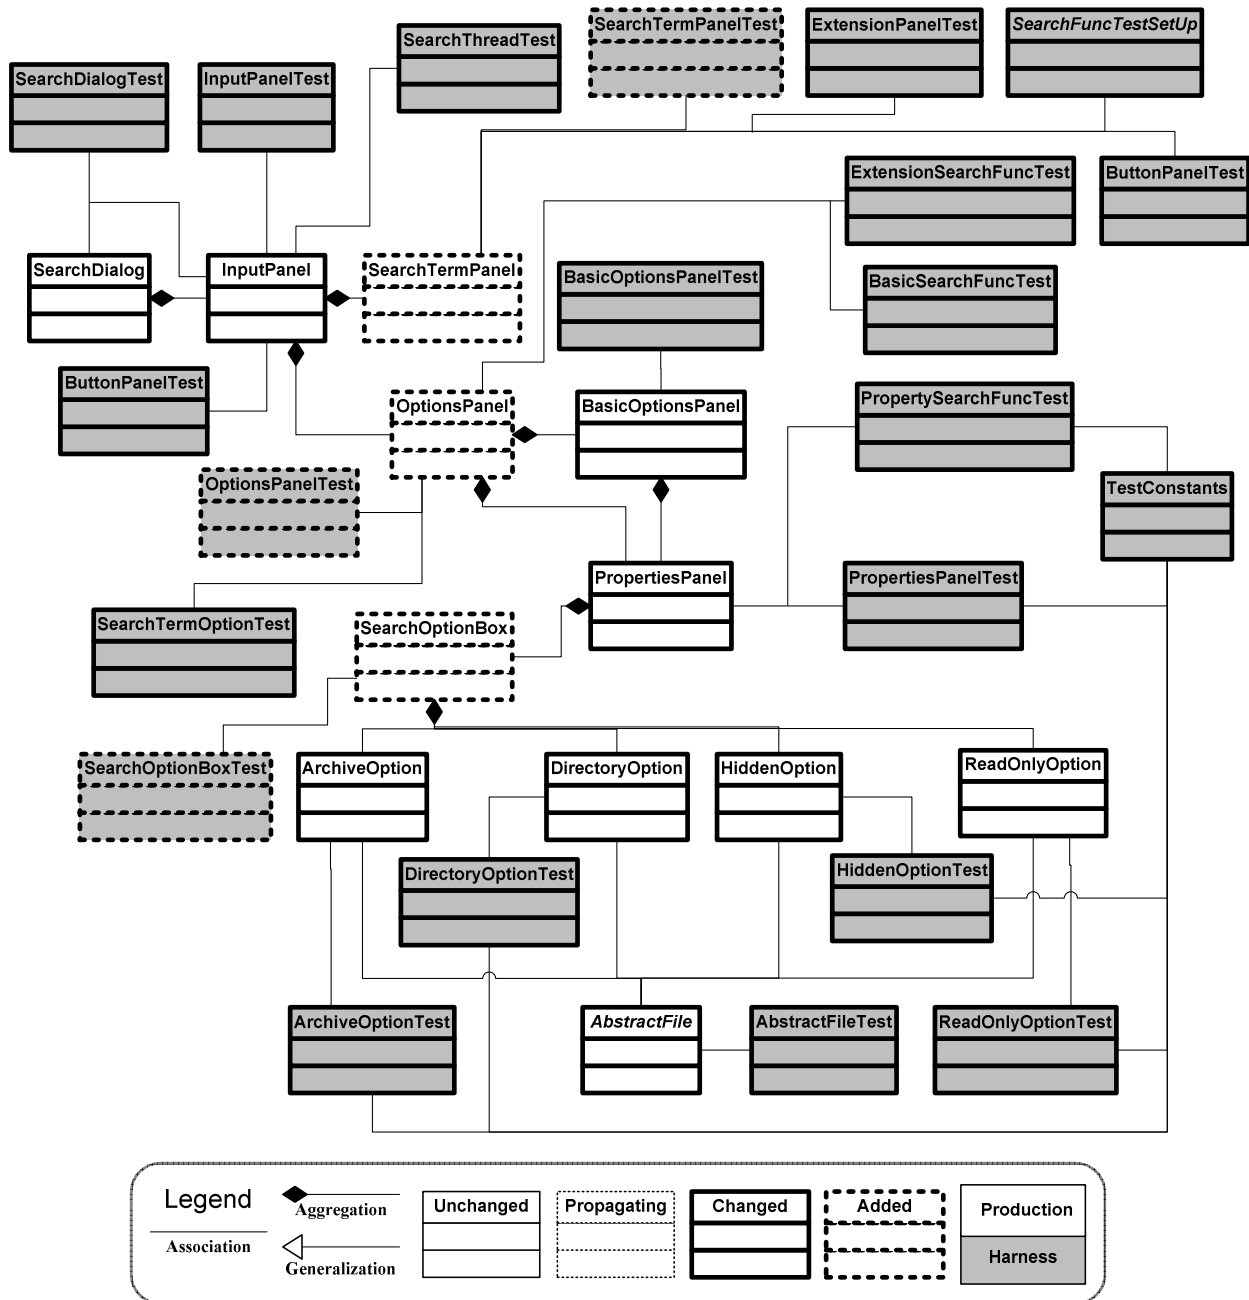 SearchTermPanelTest
ExtensionPanelTest
SearchFuncTestSetUp
SearchThreadTest
SearchDialogTest
InputPanelTest
ExtensionSearchFuncTest
ButtonPanelTest
SearchDialog
InputPanel
SearchTermPanel
BasicOptionsPanelTest
BasicSearchFuncTest
ButtonPanelTest
OptionsPanel
BasicOptionsPanel
PropertySearchFuncTest
OptionsPanelTest
TestConstants
PropertiesPanel
PropertiesPanelTest
SearchTermOptionTest
SearchOptionBox
SearchOptionBoxTest
ArchiveOption
DirectoryOption
HiddenOption
ReadOnlyOption
DirectoryOptionTest
HiddenOptionTest
ArchiveOptionTest
AbstractFile
AbstractFileTest
ReadOnlyOptionTest
Legend
Association
Aggregation
Generalization
Unchanged
Propagating
Changed
Added
Production
Harness